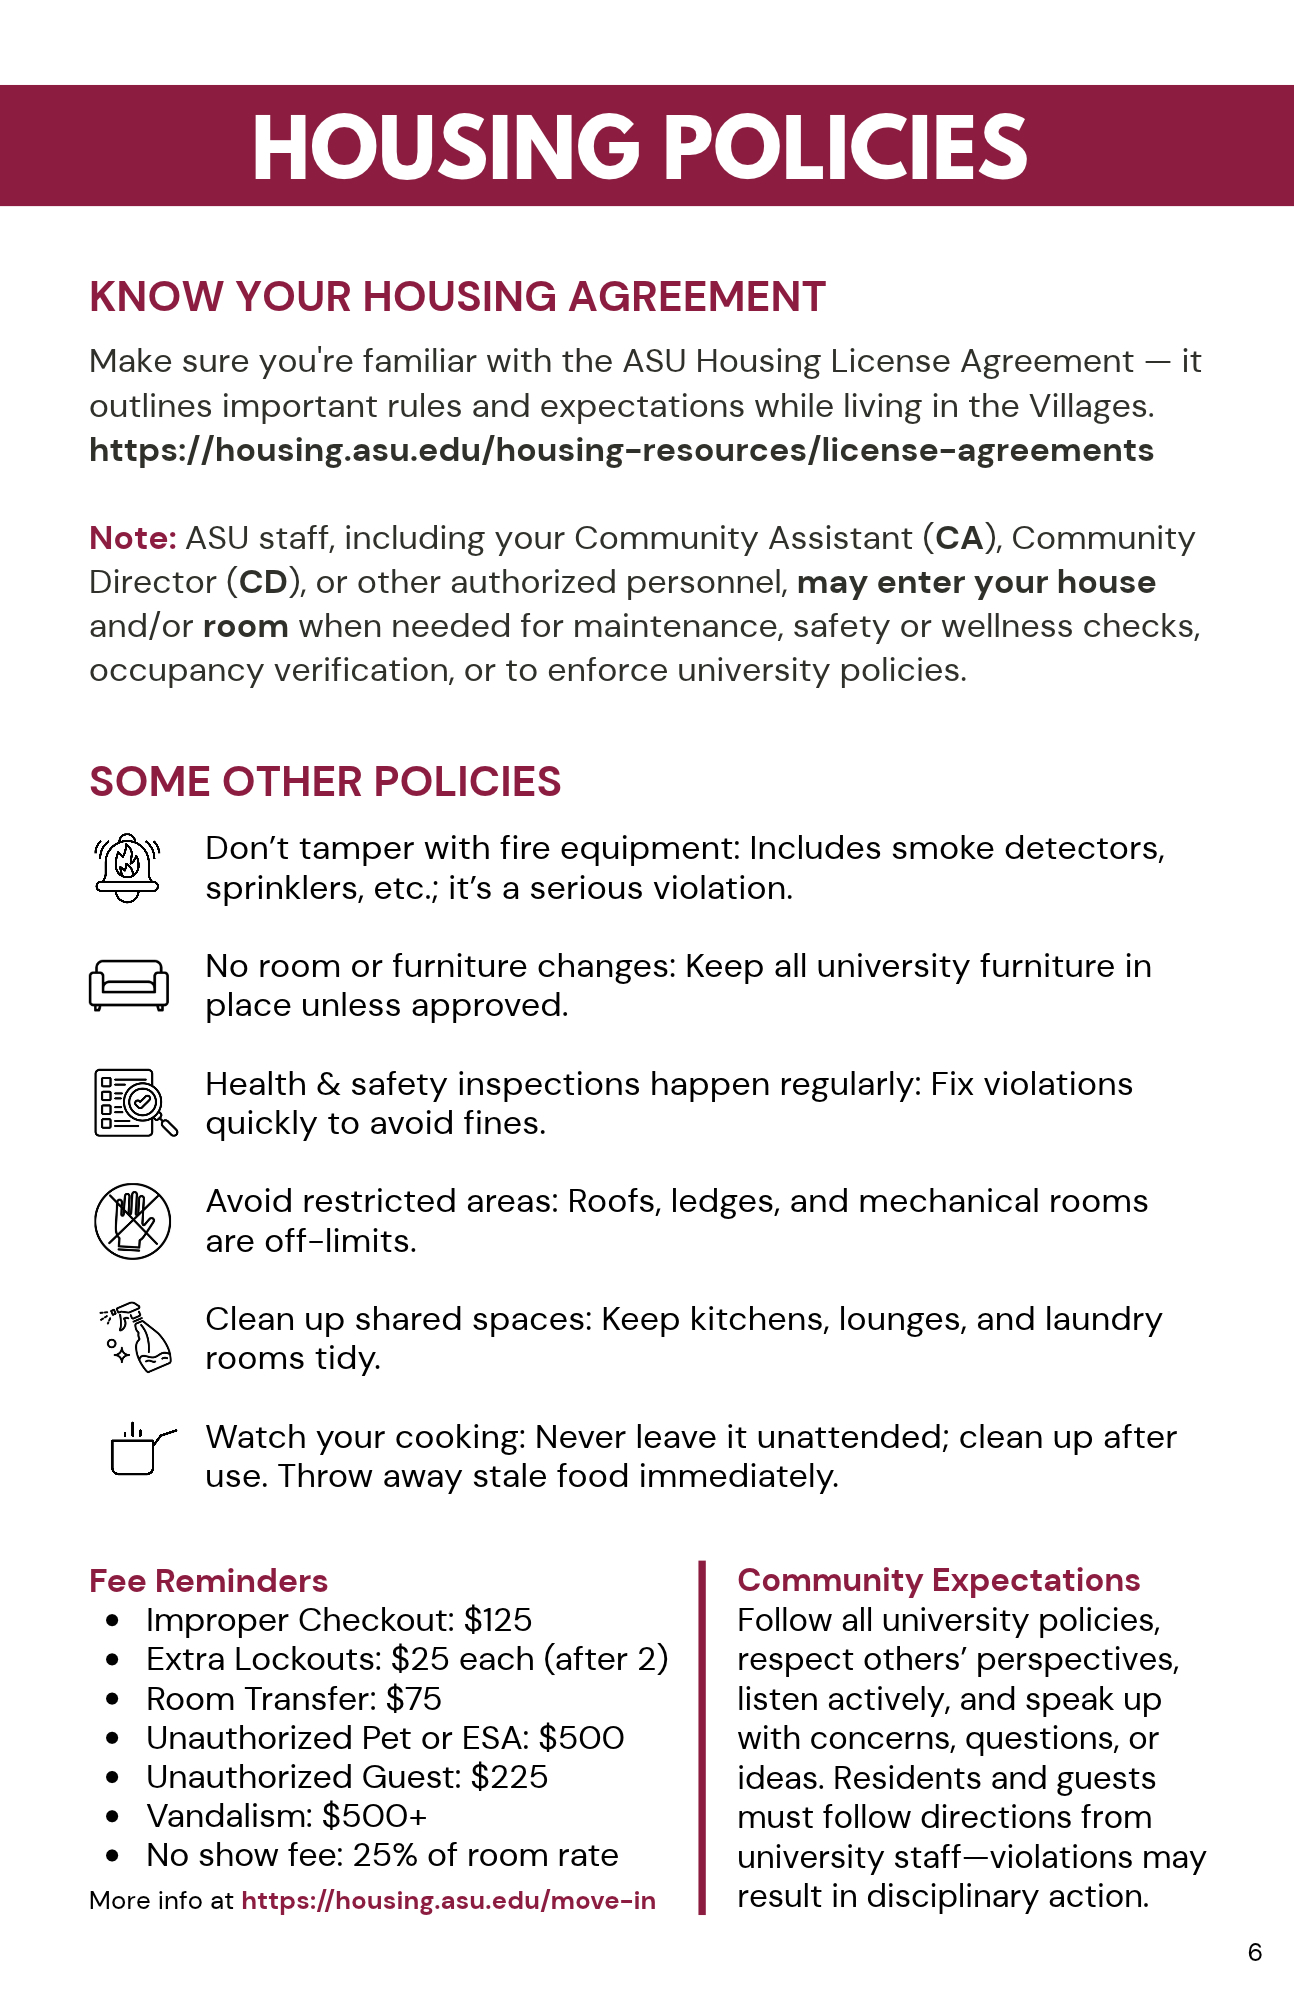 HOUSING POLICIES
KNOW YOUR HOUSING AGREEMENT
Make sure you're familiar with the ASU Housing License Agreement — it
outlines important rules and expectations while living in the Villages.
https://housing.asu.edu/housing-resources/license-agreements
Note: ASU staff, including your Community Assistant (CA), Community
Director (CD), or other authorized personnel, may enter your house
and/or room when needed for maintenance, safety or wellness checks,
occupancy verification, or to enforce university policies.
SOME OTHER POLICIES
Don’t tamper with fire equipment: Includes smoke detectors,
sprinklers, etc.; it’s a serious violation.
No room or furniture changes: Keep all university furniture in
place unless approved.
Health & safety inspections happen regularly: Fix violations
quickly to avoid fines.
Avoid restricted areas: Roofs, ledges, and mechanical rooms
are off-limits.
Clean up shared spaces: Keep kitchens, lounges, and laundry
rooms tidy.
Watch your cooking: Never leave it unattended; clean up after
use. Throw away stale food immediately.
Fee Reminders
• Improper Checkout: $125
• Extra Lockouts: $25 each (after 2)
• Room Transfer: $75
• Unauthorized Pet or ESA: $500
• Unauthorized Guest: $225
• Vandalism: $500+
• No show fee: 25% of room rate
More info at https://housing.asu.edu/move-in
Community Expectations
Follow all university policies,
respect others’ perspectives,
listen actively, and speak up
with concerns, questions, or
ideas. Residents and guests
must follow directions from
university staff—violations may
result in disciplinary action.
6